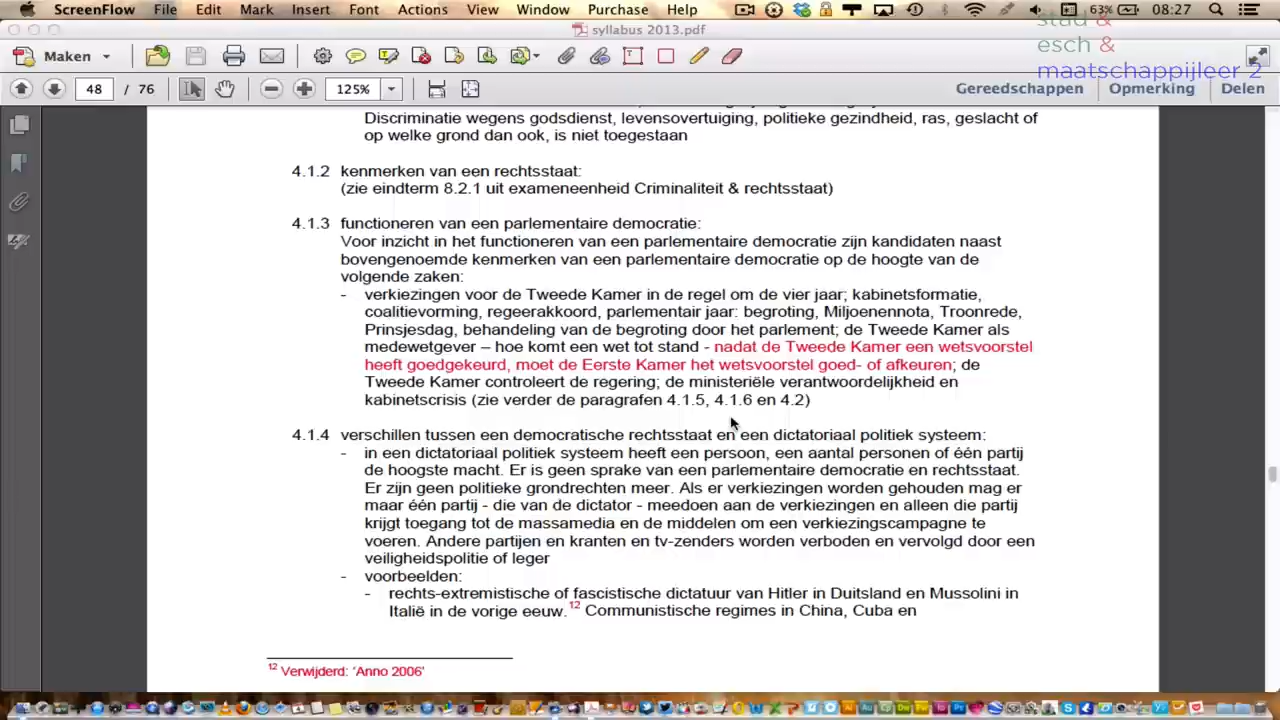 ScreenFlow File Edit Mark Insert Font Actions View Window Purchase Help 63% 08:27
syllabus 2013.pdf
stad &
esch &
maatschappijleer 2
Maken
48 / 76 125% Gereedschappen Opmerking Delen
Discriminatie wegens godsdienst, levensovertuiging, politieke gezindheid, ras, geslacht of
op welke grond dan ook, is niet toegestaan
4.1.2 kenmerken van een rechtsstaat:
(zie eindterm 8.2.1 uit exameneenheid Criminaliteit & rechtsstaat)
4.1.3 functioneren van een parlementaire democratie:
Voor inzicht in het functioneren van een parlementaire democratie zijn kandidaten naast
bovengenoemde kenmerken van een parlementaire democratie op de hoogte van de
volgende zaken:
- verkiezingen voor de Tweede Kamer in de regel om de vier jaar; kabinetsformatie,
coalitievorming, regeerakkoord, parlementair jaar: begroting, Miljoenennota, Troonrede,
Prinsjesdag, behandeling van de begroting door het parlement; de Tweede Kamer als
medewetgever – hoe komt een wet tot stand - nadat de Tweede Kamer een wetsvoorstel
heeft goedgekeurd, moet de Eerste Kamer het wetsvoorstel goed- of afkeuren; de
Tweede Kamer controleert de regering; de ministeriële verantwoordelijkheid en
kabinetscrisis (zie verder de paragrafen 4.1.5, 4.1.6 en 4.2)
4.1.4 verschillen tussen een democratische rechtsstaat en een dictatoriaal politiek systeem:
- in een dictatoriaal politiek systeem heeft een persoon, een aantal personen of één partij
de hoogste macht. Er is geen sprake van een parlementaire democratie en rechtsstaat.
Er zijn geen politieke grondrechten meer. Als er verkiezingen worden gehouden mag er
maar één partij - die van de dictator - meedoen aan de verkiezingen en alleen die partij
krijgt toegang tot de massamedia en de middelen om een verkiezingscampagne te
voeren. Andere partijen en kranten en tv-zenders worden verboden en vervolgd door een
veiligheidspolitie of leger
- voorbeelden:
- rechts-extremistische of fascistische dictatuur van Hitler in Duitsland en Mussolini in
Italië in de vorige eeuw.12 Communistische regimes in China, Cuba en
12 Verwijderd: 'Anno 2006'